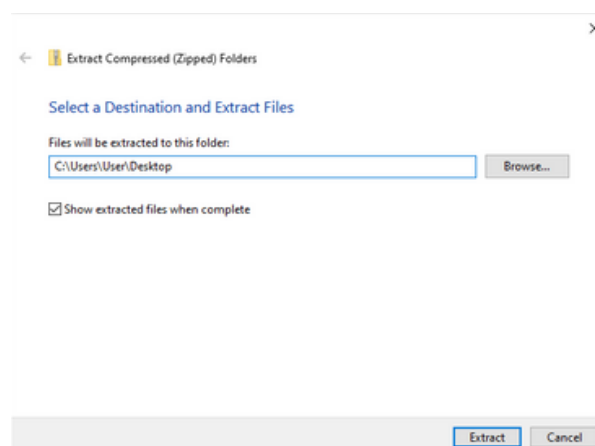 Extract Compressed (Zipped) Folders
Select a Destination and Extract Files
Files will be extracted to this folder:
C:\Users\User\Desktop
Browse...
Show extracted files when complete
Extract
Cancel